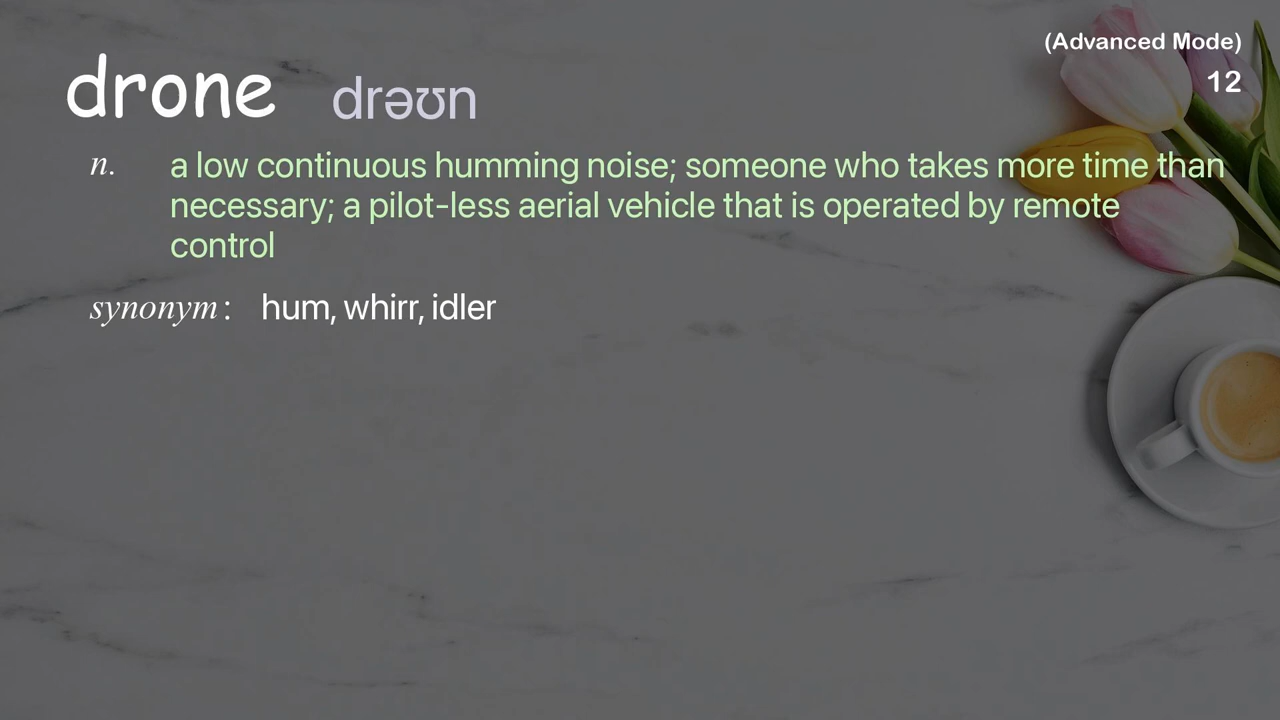 (Advanced Mode)
12
drone drəʊn
n. a low continuous humming noise; someone who takes more time than
necessary; a pilot-less aerial vehicle that is operated by remote
control
synonym: hum, whirr, idler